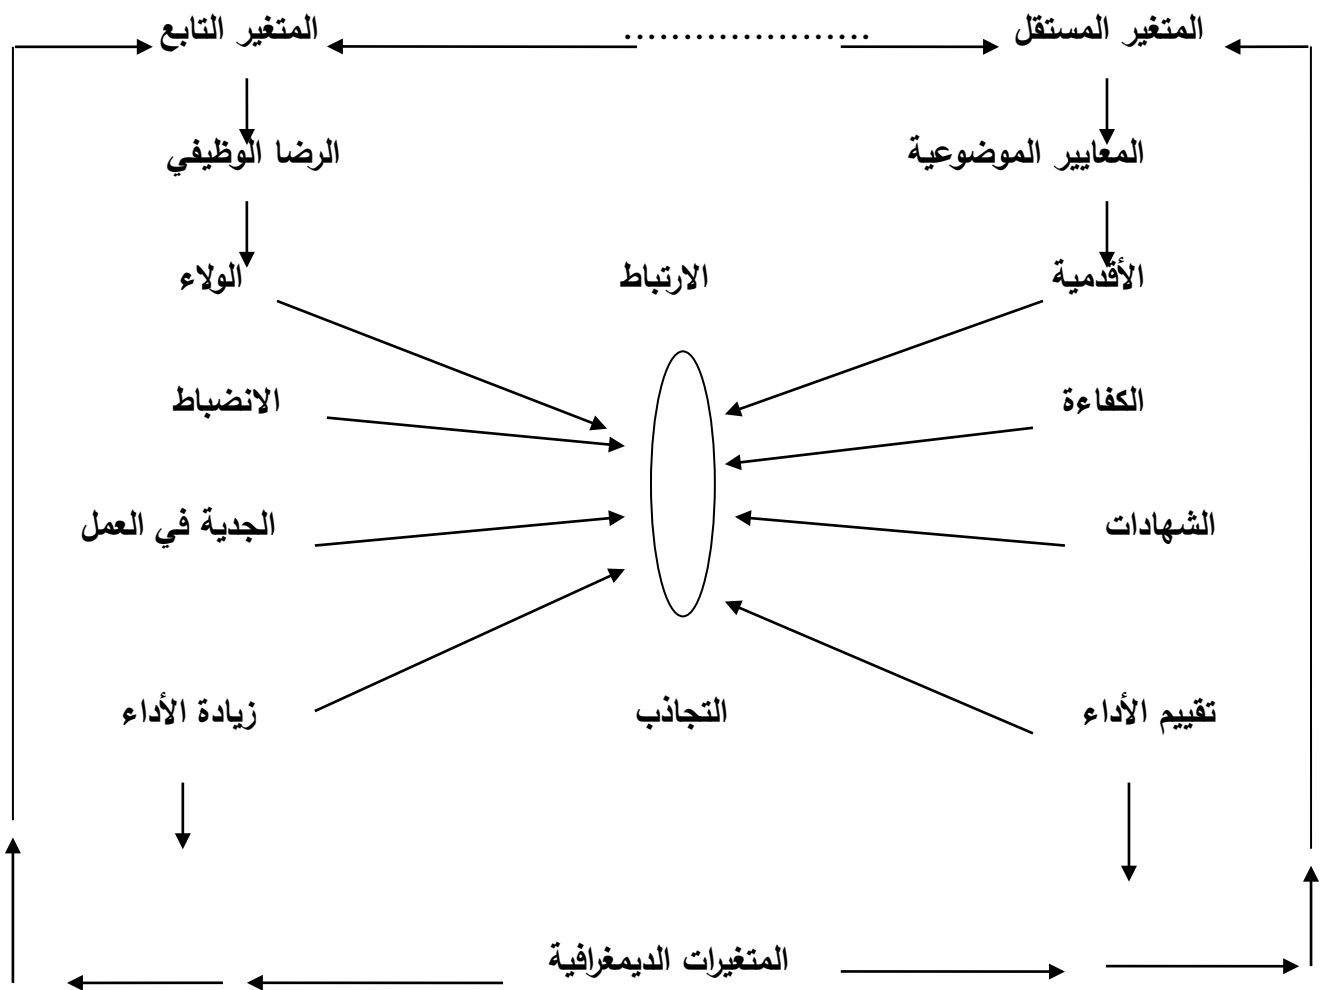 المتغير المستقل .................... المتغير التابع
المعايير الموضوعية الرضا الوظيفي
الأقدمية الارتباط الولاء
الكفاءة الانضباط
الشهادات الجدية في العمل
تقييم الأداء التجاذب زيادة الأداء
المتغيرات الديمغرافية